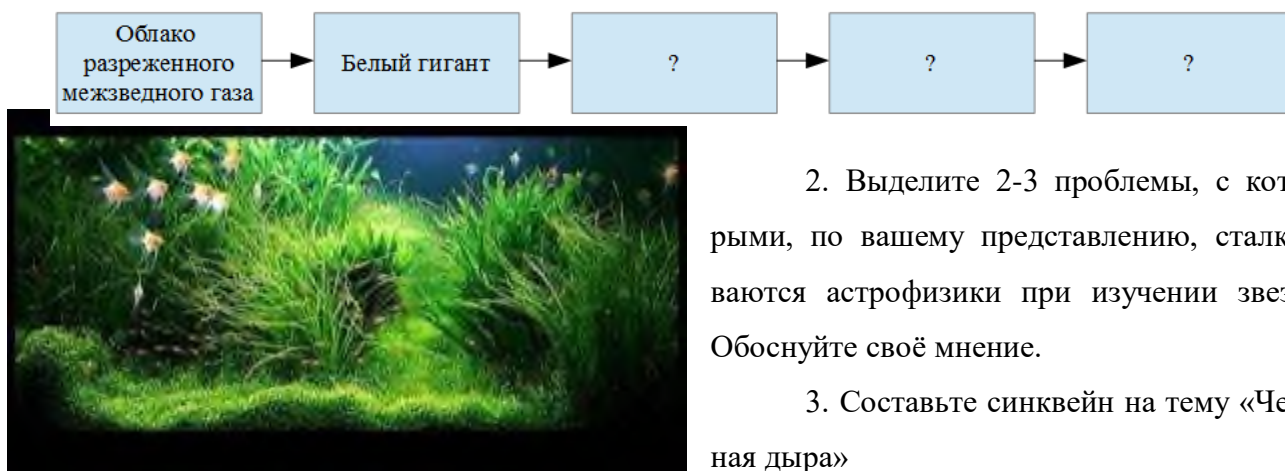 Облако
разреженного
межзведного газа
Белый гигант
?
?
?
2. Выделите 2-3 проблемы, с кот
рыми, по вашему представлению, сталк
ваются астрофизики при изучении звез
Обоснуйте своё мнение.
3. Составьте синквейн на тему «Че
ная дыра»